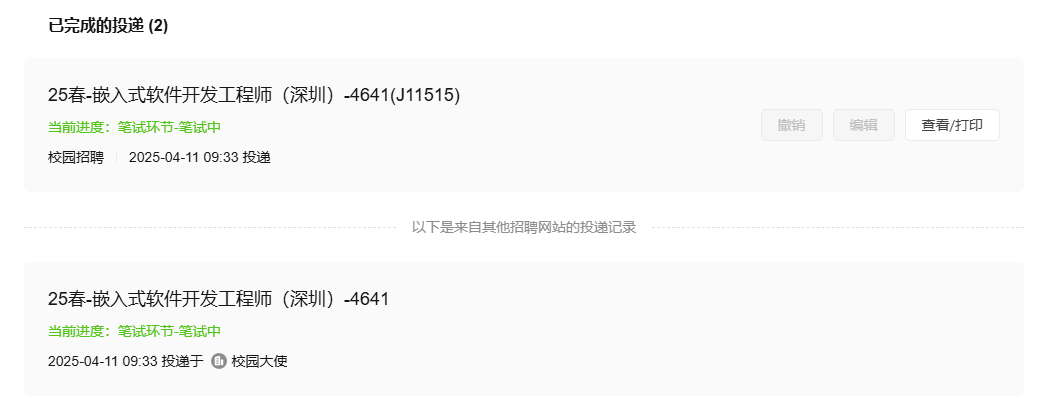 已完成的投递 (2)
25春-嵌入式软件开发工程师（深圳）-4641(J11515)
当前进度：笔试环节-笔试中
撤销 编辑 查看/打印
校园招聘 2025-04-11 09:33 投递
以下是来自其他招聘网站的投递记录
25春-嵌入式软件开发工程师（深圳）-4641
当前进度：笔试环节-笔试中
2025-04-11 09:33 投递于 校园大使